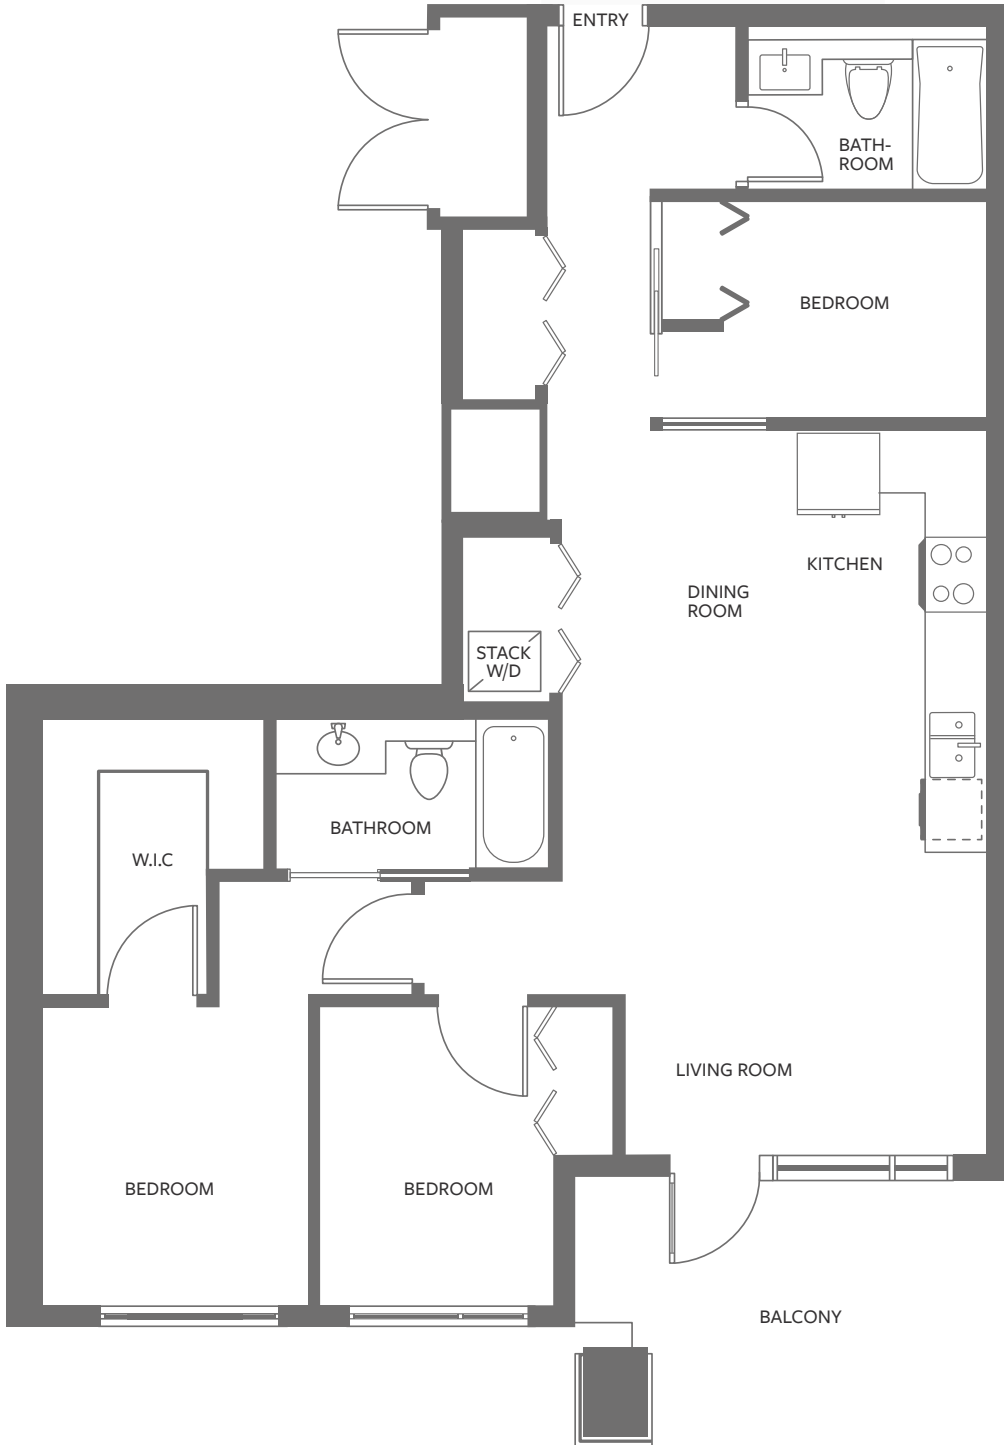 ENTRY
BATH-
ROOM
BEDROOM
KITCHEN
DINING
ROOM
STACK
W/D
BATHROOM
W.I.C
LIVING ROOM
BEDROOM
BEDROOM
BALCONY